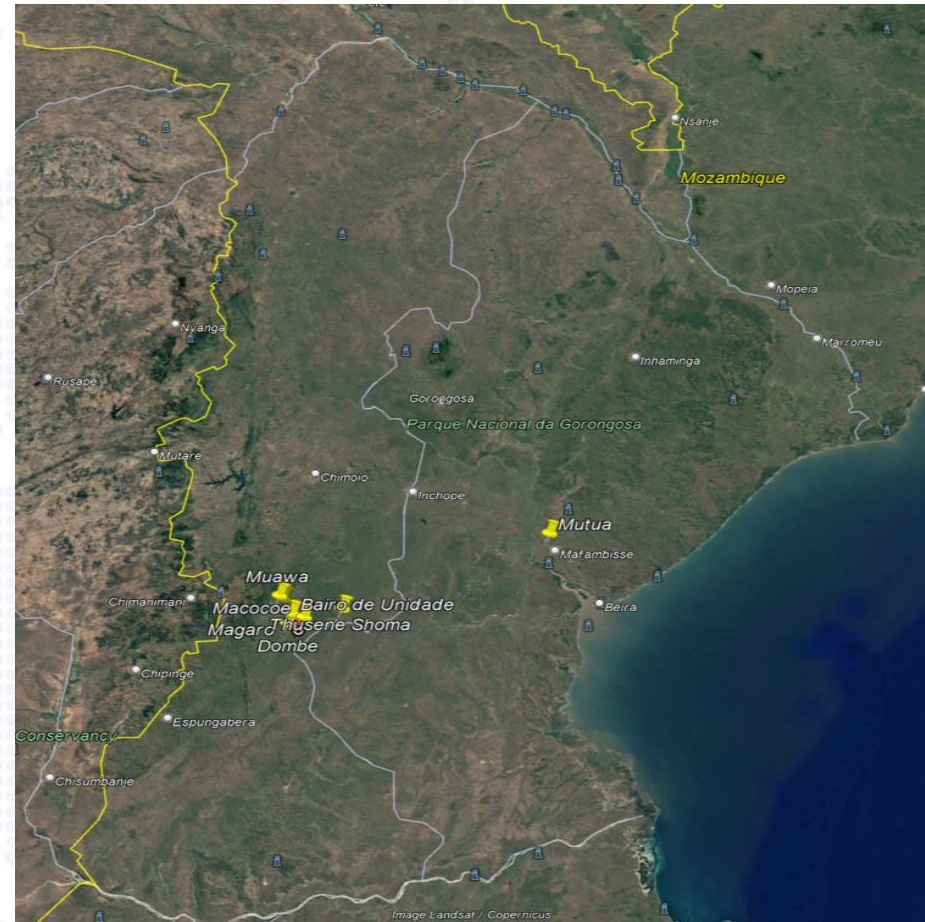 Nsanje
Mozambique
Mopeia
Nyanga
Marromeu
Inhaminga
Rusape
Gorongosa
Parque Nacional da Gorongosa
Mutare
Chimoio
Inchope
Mutua
Mafambisse
Muawa
Chimanimani
Macocoe
Bairo de Unidade
Beira
Magaro
Thusene Shoma
Dombe
Chipinge
Espungabera
Conservancy
Chisumbanje
Image Landsat / Copernicus